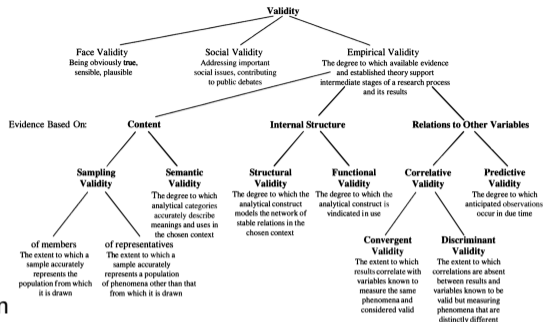 Validity
Face Validity
Being obviously true,
sensible, plausible
Social Validity
Addressing important
social issues, contributing
to public debates
Empirical Validity
The degree to which available evidence
and established theory support
intermediate stages of a research process
and its results
Evidence Based On:
Content
Internal Structure
Relations to Other Variables
Sampling
Validity
Semantic
Validity
The degree to which
analytical categories
accurately describe
meanings and uses in
the chosen context
Structural
Validity
The degree to which the
analytical construct
models the network of
stable relations in the
chosen context
Functional
Validity
The degree to which the
analytical construct is
vindicated in use
Correlative
Validity
Predictive
Validity
The degree to which
anticipated observations
occur in due time
of members
The extent to which a
sample accurately
represents the
population from which
it is drawn
of representatives
The extent to which a
sample accurately
represents a population
of phenomena other than that
from which it is drawn
Convergent
Validity
The extent to which
results correlate with
variables known to
measure the same
phenomena and
considered valid
Discriminant
Validity
The extent to which
correlations are absent
between results and
variables known to be
valid but measuring
phenomena that are
distinctly different
n